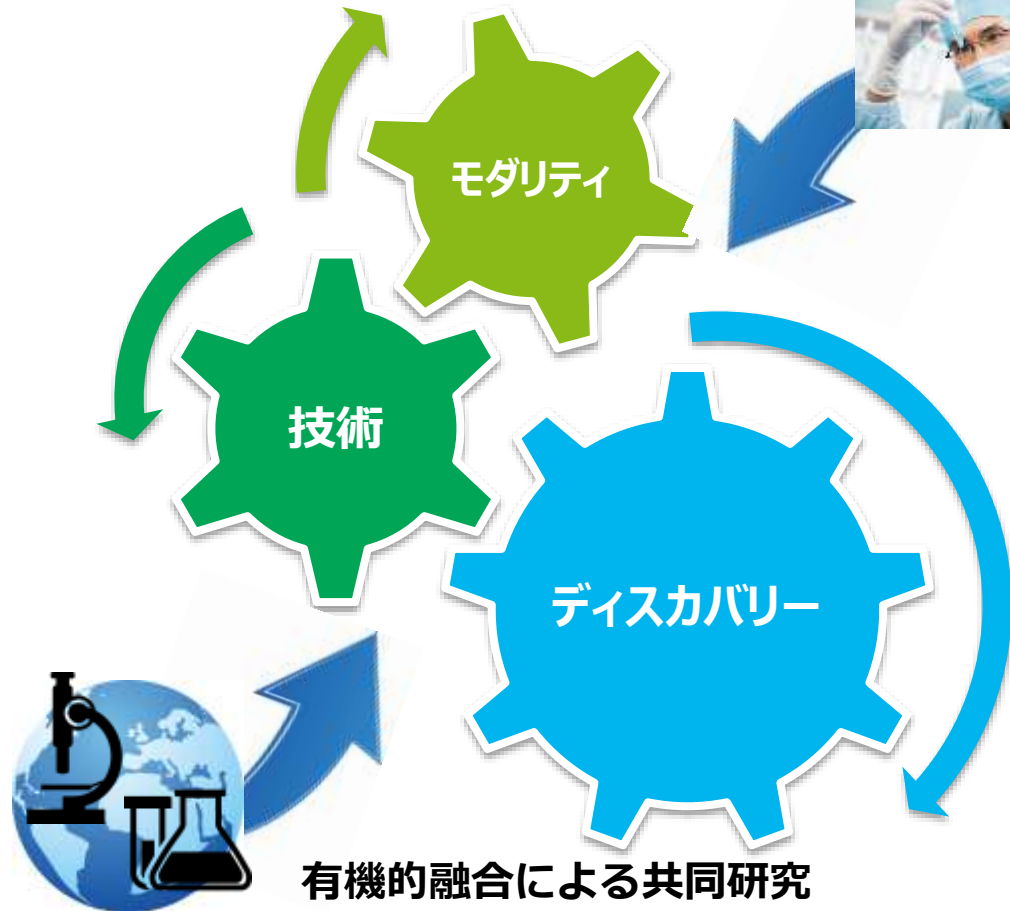 モダリティ
技術
ディスカバリー
有機的融合による共同研究